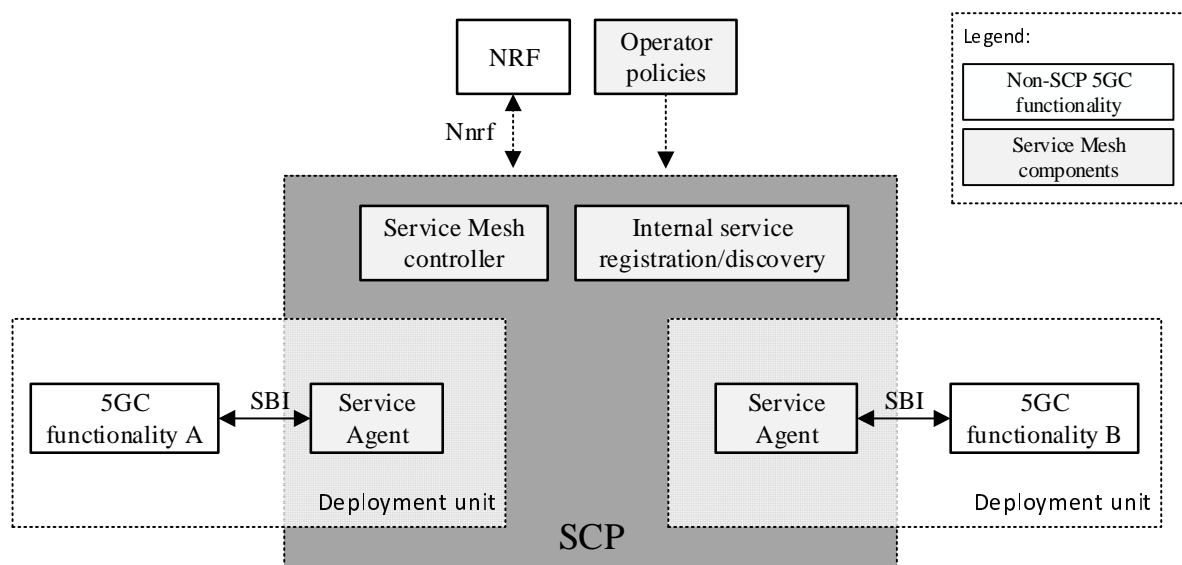 NRF
Operator
policies
Legend:
Non-SCP 5GC
functionality
Service Mesh
components
Nnrf
Service Mesh
controller
Internal service
registration/discovery
5GC
functionality A
SBI
Service
Agent
Deployment unit
Service
Agent
SBI
5GC
functionality B
Deployment unit
SCP